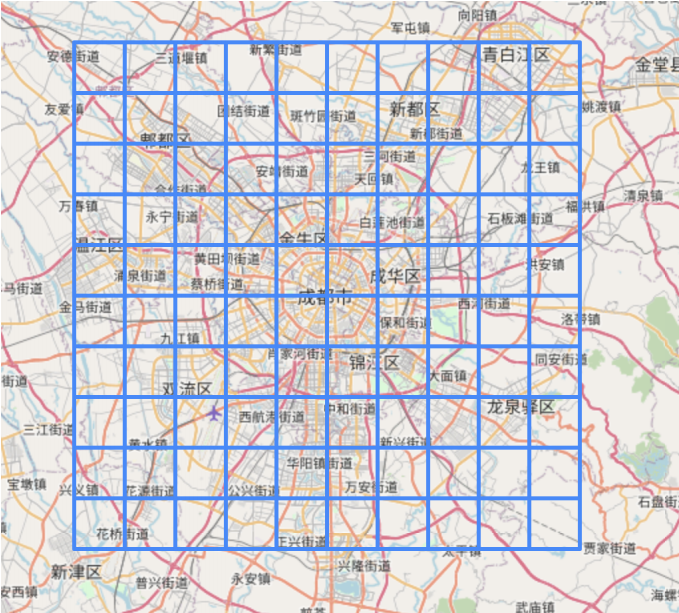 向阳镇
军屯镇
新繁街道
安德街道
三道堰镇
青白江区
金堂县
友爱镇
团结街道
斑竹园街道
新都区
姚渡镇
新都街道
郫都区
三河街道
安靖街道
天回镇
龙王镇
合作街道
清泉镇
万春镇
永宁街道
白莲池街道
石板滩街道
福洪镇
金牛区
温江区
黄田坝街道
洪安镇
涌泉街道
成华区
蔡桥街道
马街道
成都市
金马街道
西河街道
保和街道
洛带镇
九江镇
肖家河街道
锦江区
同安街道
大面镇
街道
双流区
西航港街道
中和街道
龙泉驿区
三江街道
黄水镇
新兴街道
华阳镇街道
宝墩镇
兴义镇
花源街道
公兴街道
万安街道
石盘街
花桥街道
正兴街道
太平镇
贾家街道
新津区
兴隆街道
安西镇
普兴街道
永安镇
海螺
武庙镇